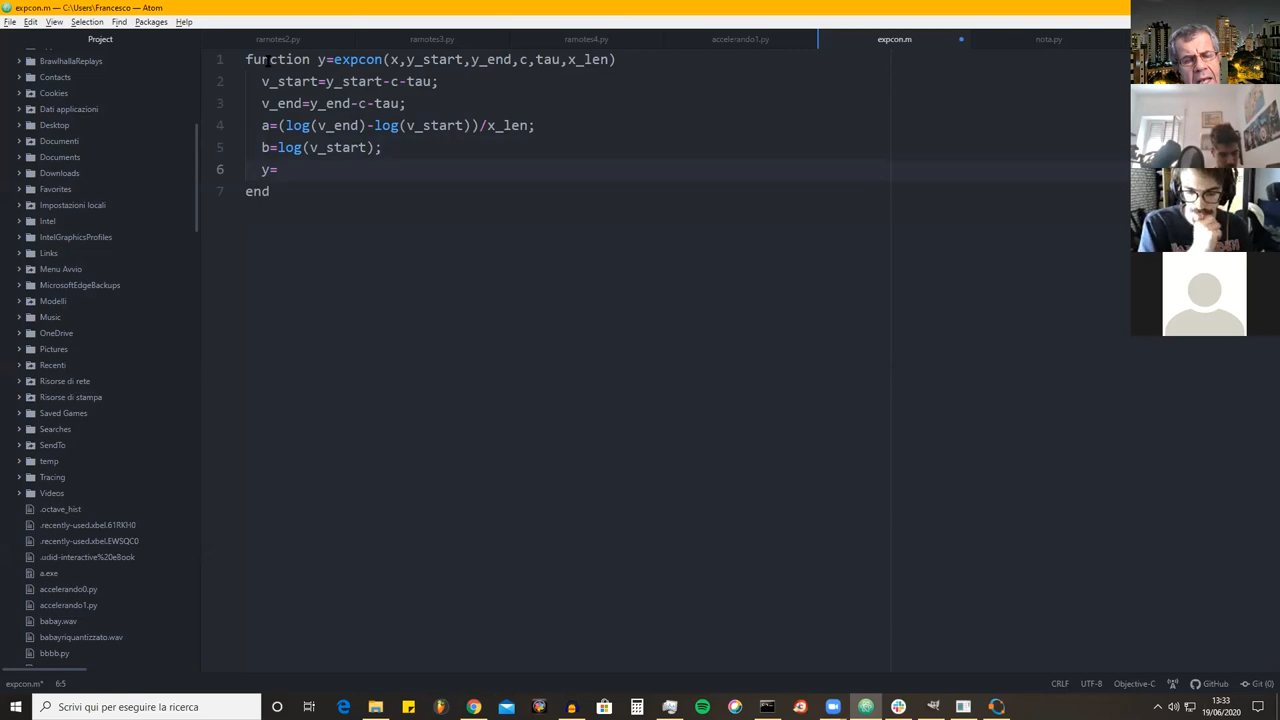 expcon.m — C:\Users\Francesco — Atom
File Edit View Selection Find Packages Help
Project
ramotes2.py ramotes3.py ramotes4.py accelerando1.py expcon.m nota.py
BrawlhallaReplays
Contacts
Cookies
Dati applicazioni
Desktop
Documenti
Documents
Downloads
Favorites
Impostazioni locali
Intel
IntelGraphicsProfiles
Links
Menu Avvio
MicrosoftEdgeBackups
Modelli
Music
OneDrive
Pictures
Recenti
Risorse di rete
Risorse di stampa
Saved Games
Searches
SendTo
temp
Tracing
Videos
.octave_hist
.recently-used.xbel.61RKH0
.recently-used.xbel.EWSQC0
.udid-interactive%20eBook
a.exe
accelerando0.py
accelerando1.py
babay.wav
babayriquantizzato.wav
bbbb.py
1 function y=expcon(x,y_start,y_end,c,tau,x_len)
2 v_start=y_start-c-tau;
3 v_end=y_end-c-tau;
4 a=(log(v_end)-log(v_start))/x_len;
5 b=log(v_start);
6 y=
7 end
expcon.m* 6:5 CRLF UTF-8 Objective-C GitHub Git (0)
Scrivi qui per eseguire la ricerca
13:33
19/06/2020